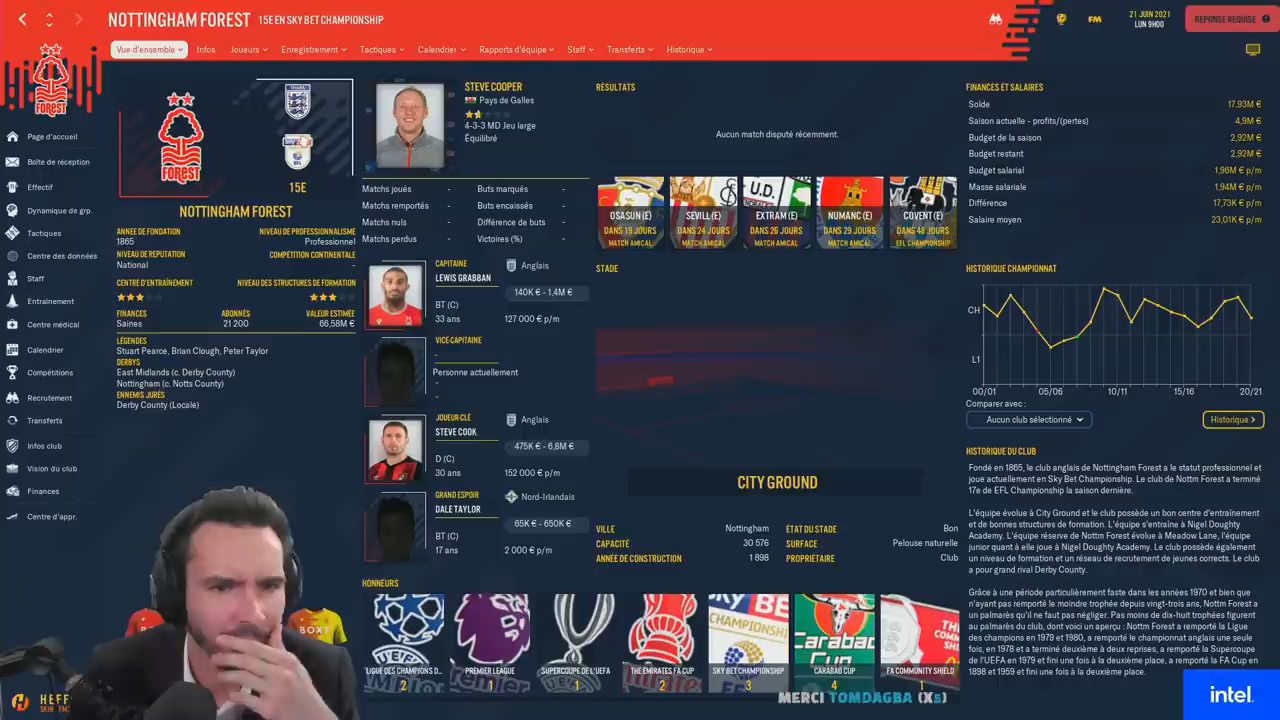 NOTTINGHAM FOREST 15E EN SKY BET CHAMPIONSHIP
FM
21 JUIN 2021
LUN 9H00
REPONSE REQUISE
Vue d'ensemble
Infos
Joueurs
Enregistrement
Tactiques
Calendrier
Rapports d'équipe
Staff
Transferts
Historique
FOREST
Page d'accueil
Boîte de réception
Effectif
Dynamique de grp.
Tactiques
Centre des données
Staff
Entraînement
Centre médical
Calendrier
Compétitions
Recrutement
Transferts
Infos club
Vision du club
Finances
Centre d'appr.
FOREST
15E
NOTTINGHAM FOREST
ANNÉE DE FONDATION
1865
NIVEAU DE PROFESSIONNALISME
Professionnel
NIVEAU DE RÉPUTATION
National
COMPÉTITION CONTINENTALE
-
CENTRE D'ENTRAÎNEMENT
NIVEAU DES STRUCTURES DE FORMATION
FINANCES
Saines
ABONNÉS
21 200
VALEUR ESTIMÉE
66,58M €
LÉGENDES
Stuart Pearce, Brian Clough, Peter Taylor
DERBYS
East Midlands (c. Derby County)
Nottingham (c. Notts County)
ENNEMIS JURÉS
Derby County (Locale)
STEVE COOPER
Pays de Galles
4-3-3 MD Jeu large
Équilibré
Matchs joués -
Buts marqués -
Matchs remportés -
Buts encaissés -
Matchs nuls -
Différence de buts -
Matchs perdus -
Victoires (%) -
CAPITAINE
LEWIS GRABBAN
Anglais
140K € - 1,4M €
BT (C)
33 ans
127 000 € p/m
VICE-CAPITAINE
-
Personne actuellement
-
JOUEUR-CLÉ
STEVE COOK
Anglais
475K € - 6,8M €
D (C)
30 ans
152 000 € p/m
GRAND ESPOIR
DALE TAYLOR
Nord-Irlandais
65K € - 650K €
BT (C)
17 ans
2 000 € p/m
HONNEURS
LIGUE DES CHAMPIONS D...
2
PREMIER LEAGUE
1
SUPERCOUPE DE L'UEFA
1
THE EMIRATES FA CUP
2
SKY BET CHAMPIONSHIP
3
CARABAO CUP
4
FA COMMUNITY SHIELD
1
RÉSULTATS
Aucun match disputé récemment.
OSASUN (E)
DANS 19 JOURS
MATCH AMICAL
SEVILL (E)
DANS 24 JOURS
MATCH AMICAL
EXTRAM (E)
DANS 26 JOURS
MATCH AMICAL
NUMANC (E)
DANS 29 JOURS
MATCH AMICAL
COVENT (E)
DANS 48 JOURS
EFL CHAMPIONSHIP
STADE
CITY GROUND
VILLE Nottingham
ÉTAT DU STADE Bon
CAPACITÉ 30 576
SURFACE Pelouse naturelle
ANNÉE DE CONSTRUCTION 1 898
PROPRIÉTAIRE Club
FINANCES ET SALAIRES
Solde 17,93M €
Saison actuelle - profits/(pertes) 4,9M €
Budget de la saison 2,92M €
Budget restant 2,92M €
Budget salarial 1,96M € p/m
Masse salariale 1,94M € p/m
Différence 17,73K € p/m
Salaire moyen 23,01K € p/m
HISTORIQUE CHAMPIONNAT
CH
L1
00/01 05/06 10/11 15/16 20/21
Comparer avec :
Aucun club sélectionné
Historique >
HISTORIQUE DU CLUB
Fondé en 1865, le club anglais de Nottingham Forest a le statut professionnel et
joue actuellement en Sky Bet Championship. Le club de Nottm Forest a terminé
17e de EFL Championship la saison dernière.
L'équipe évolue à City Ground et le club possède un bon centre d'entraînement
et de bonnes structures de formation. L'équipe s'entraîne à Nigel Doughty
Academy. L'équipe réserve de Nottm Forest évolue à Meadow Lane, l'équipe
junior quant à elle joue à Nigel Doughty Academy. Le club possède également
un niveau de formation et un réseau de recrutement de jeunes corrects. Le club
a pour grand rival Derby County.
Grâce à une période particulièrement faste dans les années 1970 et bien que
n'ayant pas remporté le moindre trophée depuis vingt-trois ans, Nottm Forest a
un palmarès qu'il ne faut pas négliger. Pas moins de dix-huit trophées figurent
au palmarès du club, dont voici un aperçu : Nottm Forest a remporté la Ligue
des champions en 1979 et 1980, a remporté le championnat anglais une seule
fois, en 1978 et a terminé deuxième à deux reprises, a remporté la Supercoupe
de l'UEFA en 1979 et fini une fois à la deuxième place, a remporté la FA Cup en
1898 et 1959 et fini une fois à la deuxième place.
BOXT
HEFF
SKIN FM
MERCI TOMDAGBA (X5)
intel.